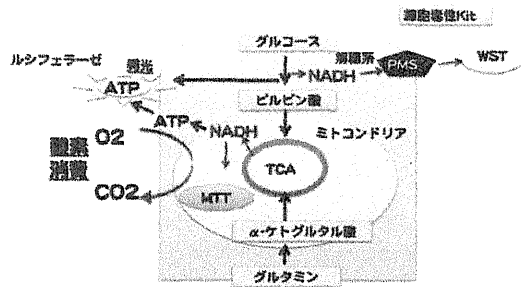 細胞毒性Kit
グルコース
解糖系
ルシフェラーゼ
発光
NADH
PMS
WST
ATP
ピルビン酸
ATP
NADH
ミトコンドリア
酸素
消費
O2
CO2
TCA
MTT
α-ケトグルタル酸
グルタミン